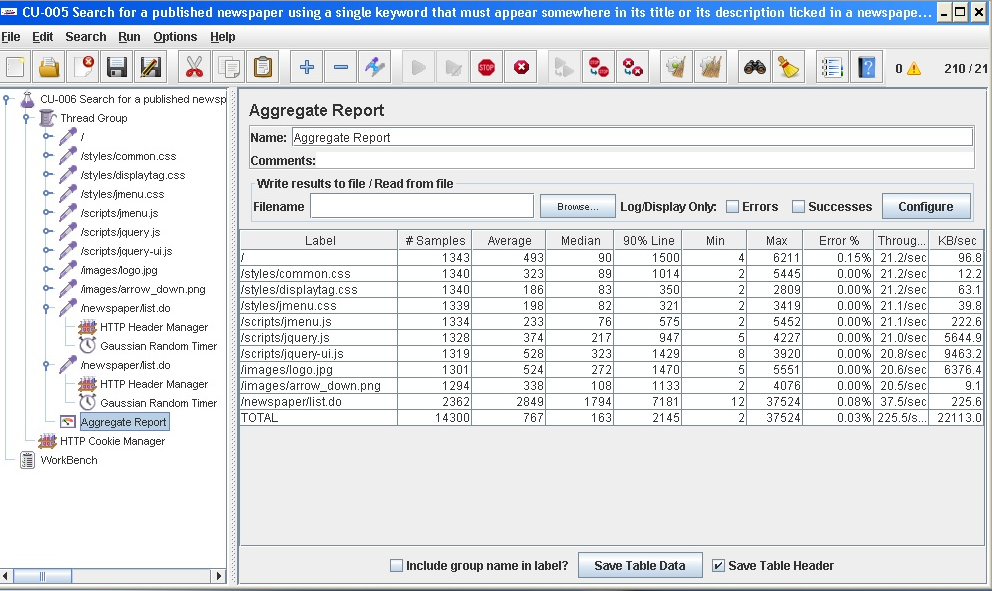 CU-005 Search for a published newspaper using a single keyword that must appear somewhere in its title or its description licked in a newspape...
File Edit Search Run Options Help
STOP STOP 0 210 / 21
CU-006 Search for a published newsp
Thread Group
/
/styles/common.css
/styles/displaytag.css
/styles/jmenu.css
/scripts/jmenu.js
/scripts/jquery.js
/scripts/jquery-ui.js
/images/logo.jpg
/images/arrow_down.png
/newspaper/list.do
HTTP Header Manager
Gaussian Random Timer
/newspaper/list.do
HTTP Header Manager
Gaussian Random Timer
Aggregate Report
HTTP Cookie Manager
WorkBench
Aggregate Report
Name: Aggregate Report
Comments:
Write results to file / Read from file
Filename Browse... Log/Display Only: Errors Successes Configure
Label # Samples Average Median 90% Line Min Max Error % Throug... KB/sec
/ 1343 493 90 1500 4 6211 0.15% 21.2/sec 96.8
/styles/common.css 1340 323 89 1014 2 5445 0.00% 21.2/sec 12.2
/styles/displaytag.css 1340 186 83 350 2 2809 0.00% 21.2/sec 63.1
/styles/jmenu.css 1339 198 82 321 2 3419 0.00% 21.1/sec 39.8
/scripts/jmenu.js 1334 233 76 575 2 5452 0.00% 21.1/sec 222.6
/scripts/jquery.js 1328 374 217 947 5 4227 0.00% 21.0/sec 5644.9
/scripts/jquery-ui.js 1319 528 323 1429 8 3920 0.00% 20.8/sec 9463.2
/images/logo.jpg 1301 524 272 1470 5 5551 0.00% 20.6/sec 6376.4
/images/arrow_down.png 1294 338 108 1133 2 4076 0.00% 20.5/sec 9.1
/newspaper/list.do 2362 2849 1794 7181 12 37524 0.08% 37.5/sec 225.6
TOTAL 14300 767 163 2145 2 37524 0.03% 225.5/s... 22113.0
Include group name in label? Save Table Data Save Table Header